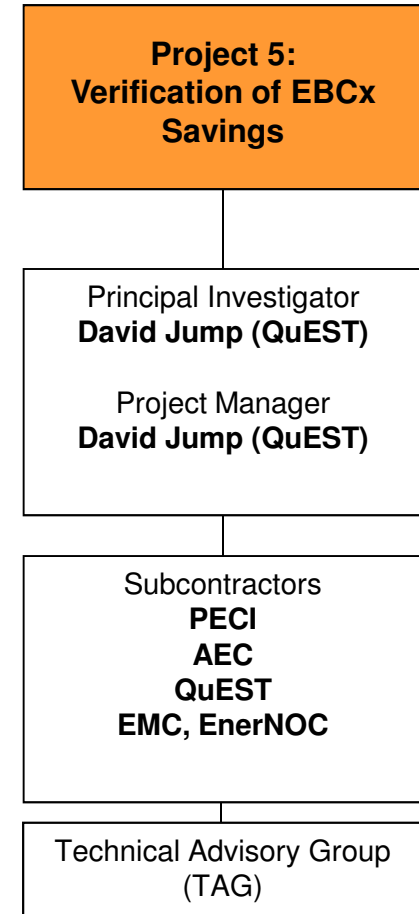 Project 5:
Verification of EBCx
Savings
Principal Investigator
David Jump (QuEST)
Project Manager
David Jump (QuEST)
Subcontractors
PECI
AEC
QuEST
EMC, EnerNOC
Technical Advisory Group
(TAG)